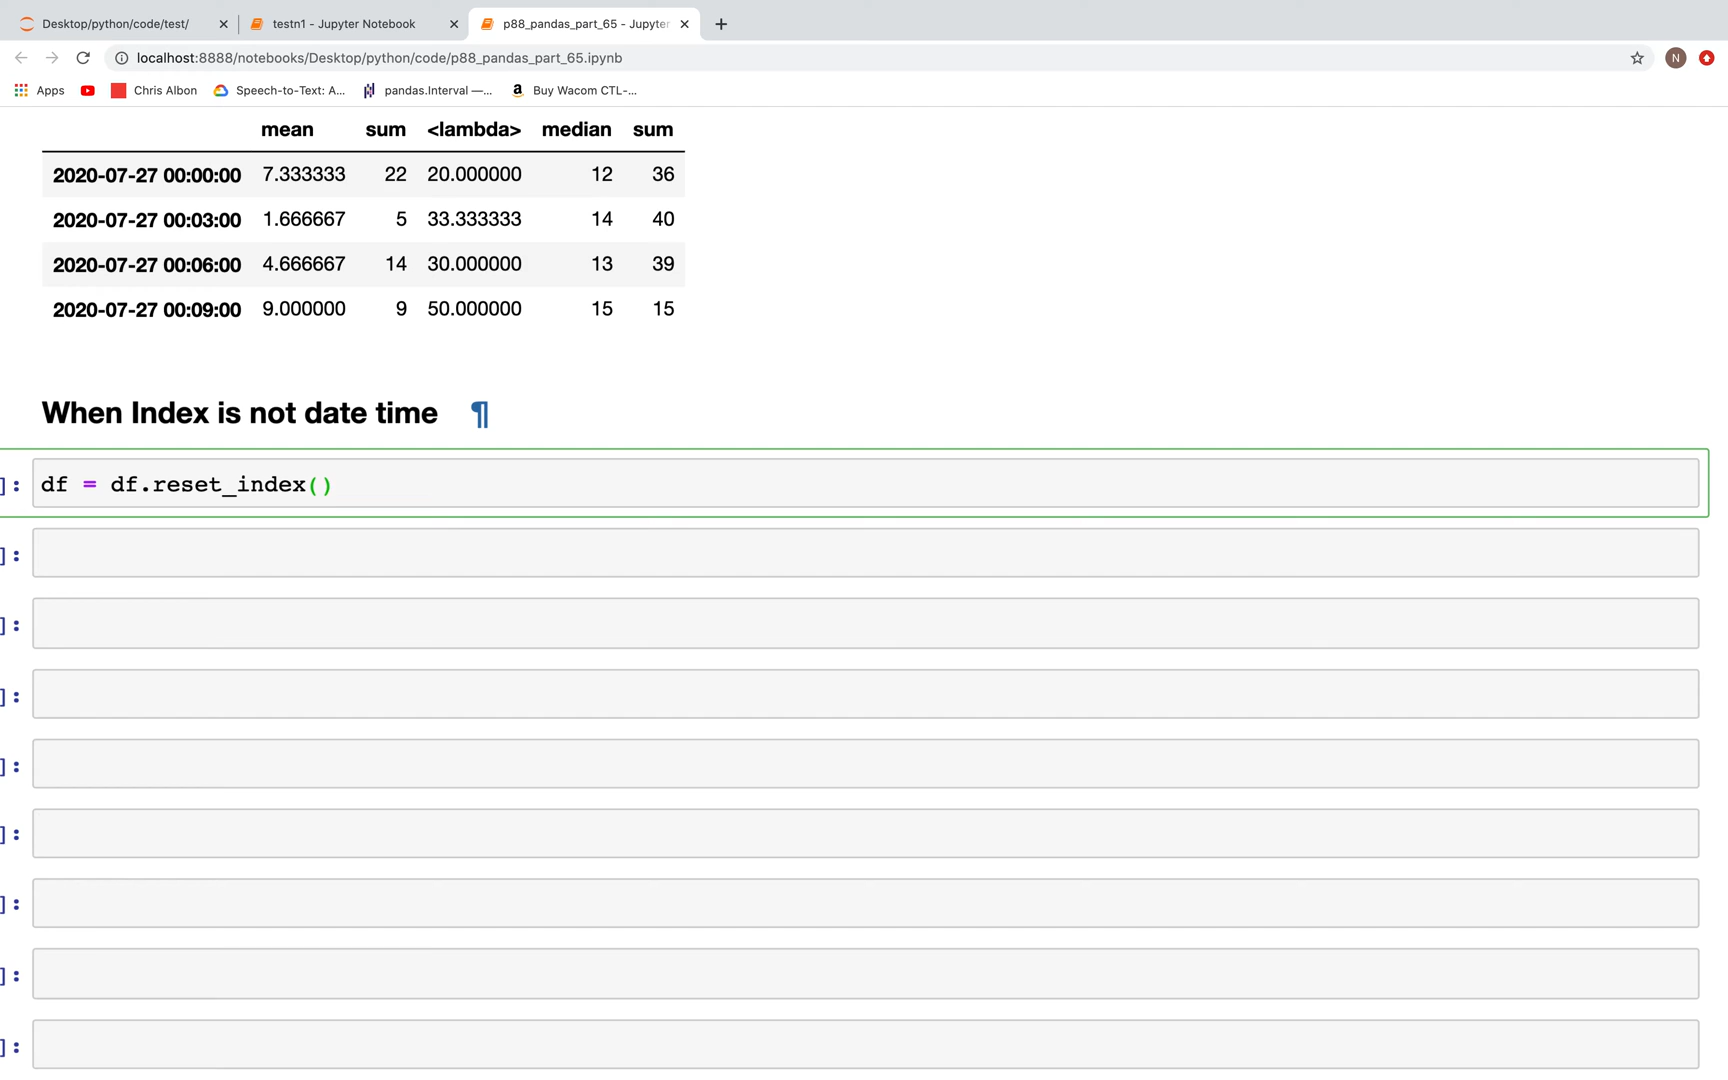 Desktop/python/code/test/ testn1 - Jupyter Notebook p88_pandas_part_65 - Jupyter
localhost:8888/notebooks/Desktop/python/code/p88_pandas_part_65.ipynb N
Apps Chris Albon Speech-to-Text: A... pandas.Interval —... Buy Wacom CTL-...
mean sum <lambda> median sum
2020-07-27 00:00:00 7.333333 22 20.000000 12 36
2020-07-27 00:03:00 1.666667 5 33.333333 14 40
2020-07-27 00:06:00 4.666667 14 30.000000 13 39
2020-07-27 00:09:00 9.000000 9 50.000000 15 15
When Index is not date time ¶
]: df = df.reset_index()
]:
]:
]:
]:
]:
]:
]:
]: